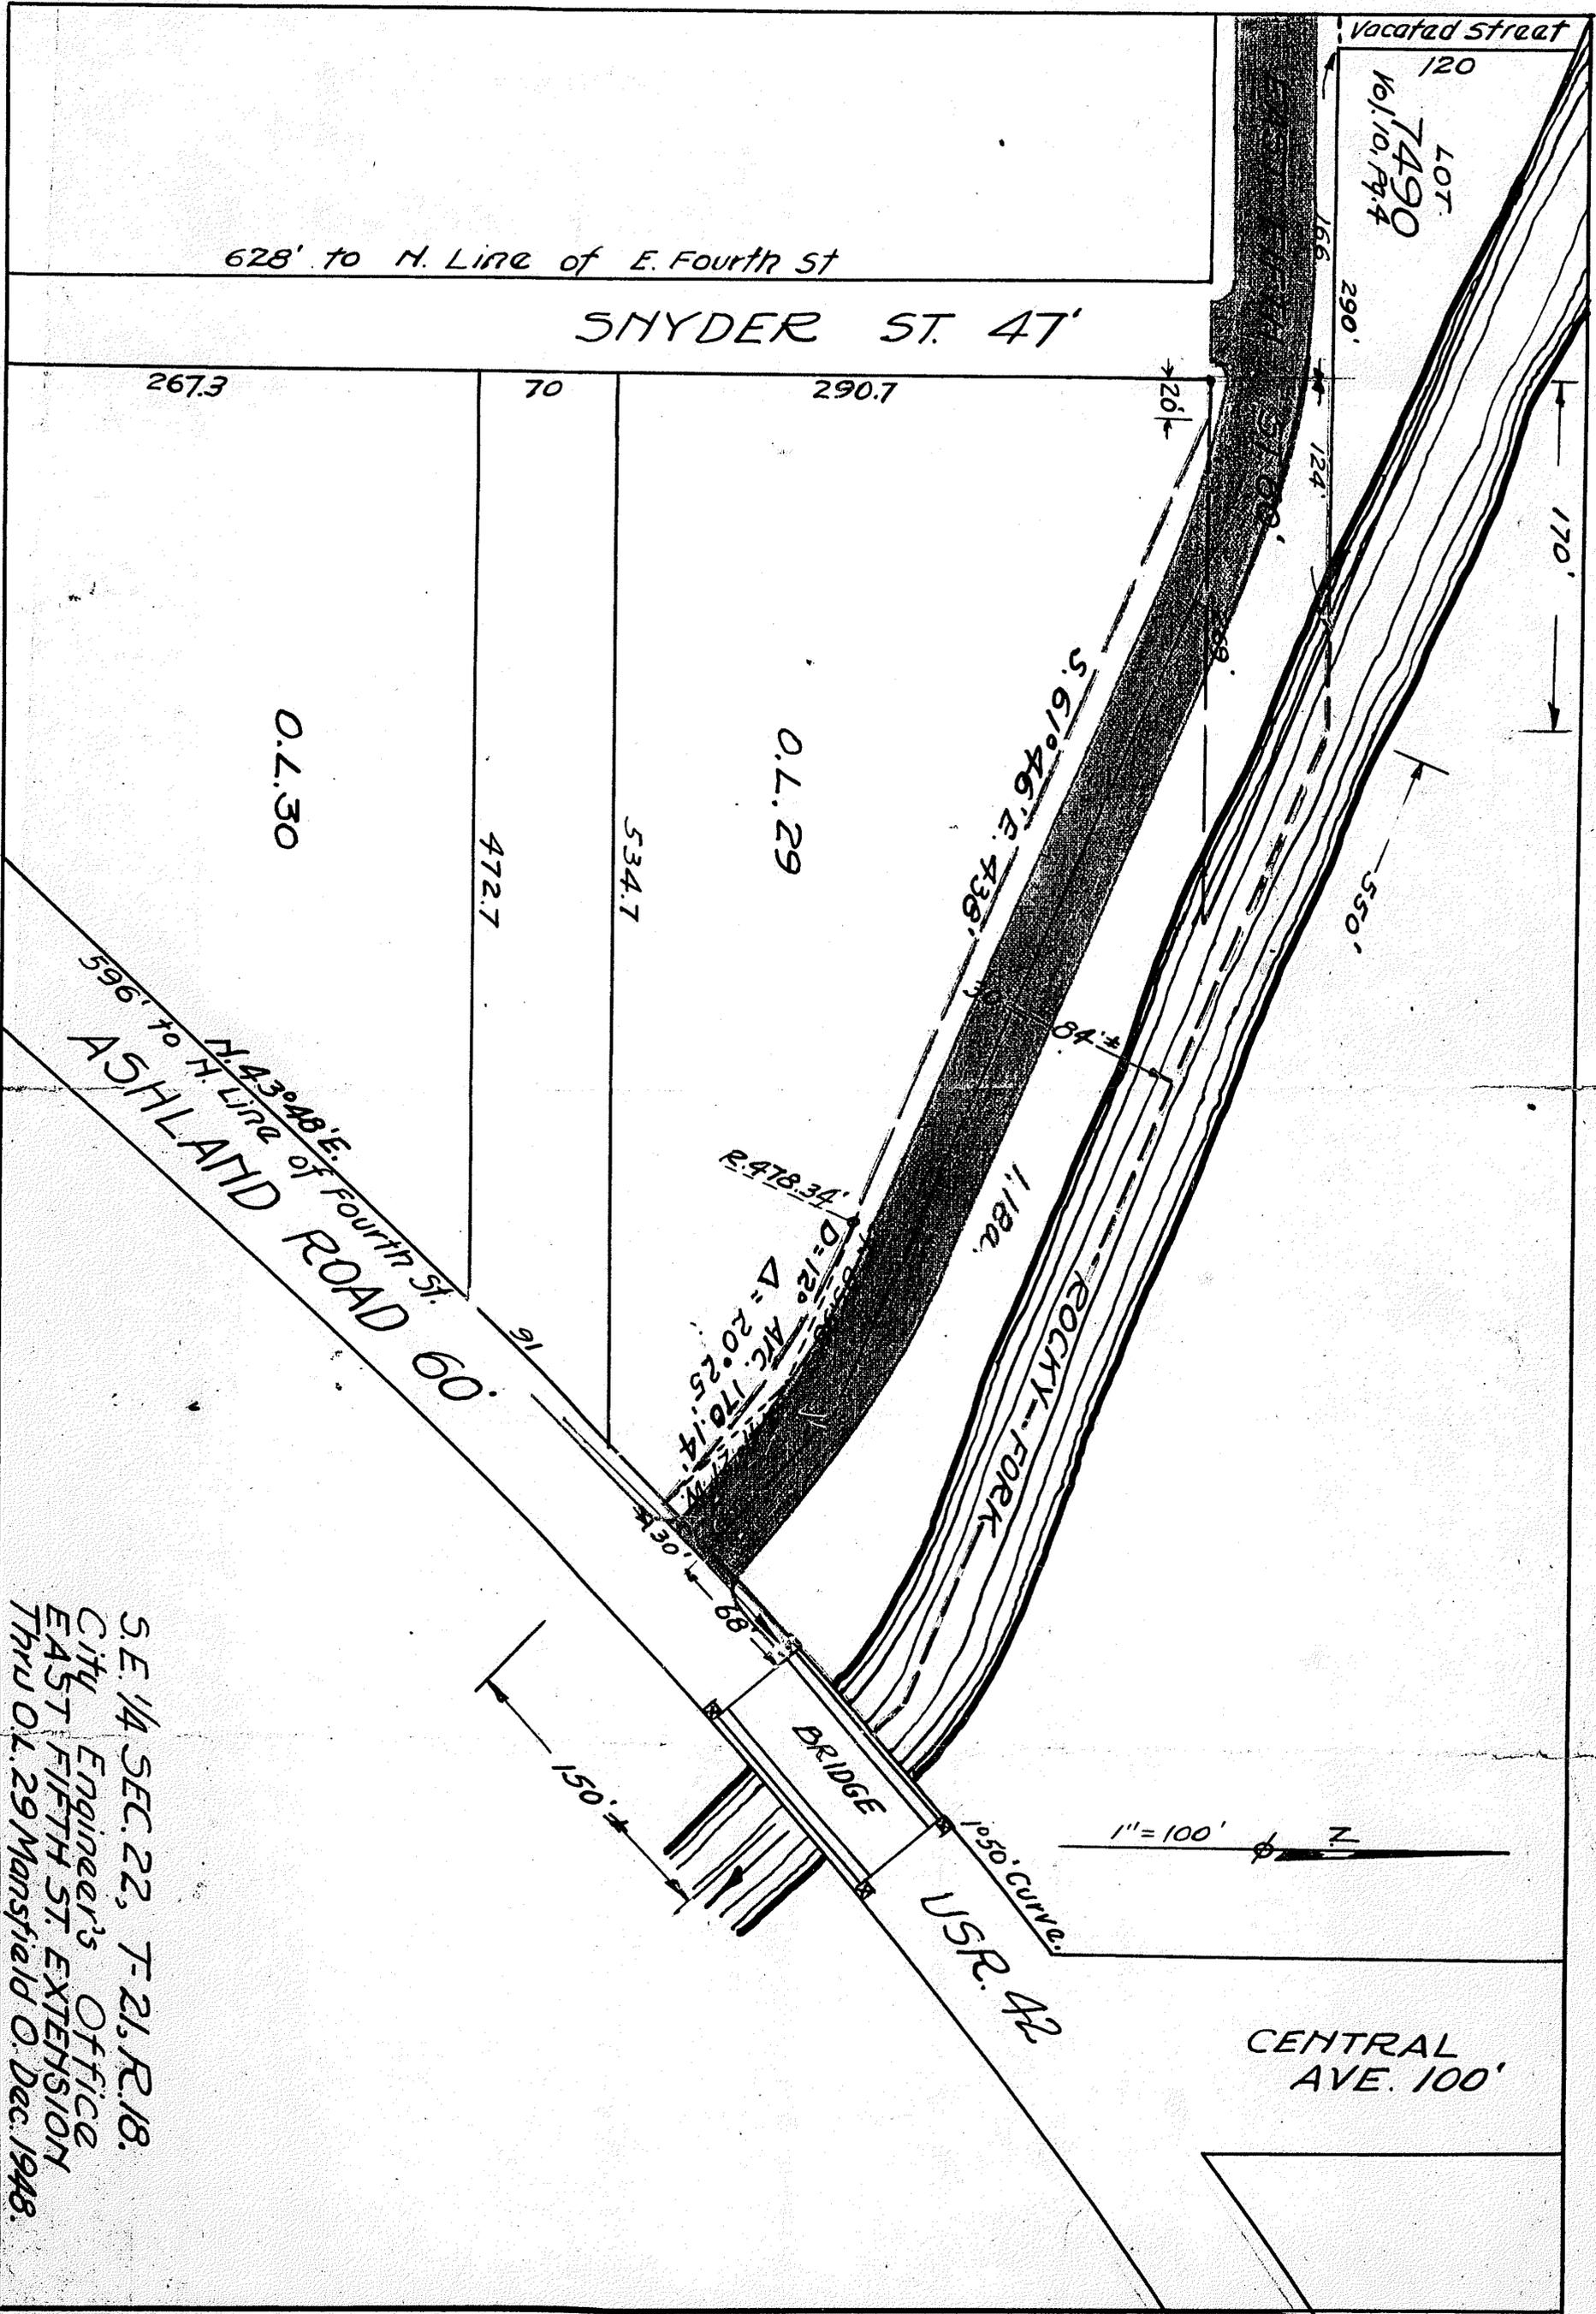 Vacated Street
120
LOT
7490
Vol. 10, Pg. 4
166
290'
EAST FIFTH ST. 60'
628' to N. Line of E. Fourth St
SNYDER ST. 47'
267.3
70
290.7
20'
124'
170'
550'
S. 61°46' E. 438'
O.L. 30
O.L. 29
472.7
534.7
84'±
1.18a.
ROCKY FORK
R. 478.34'
D=12° Arc. 170.14'
Δ = 20°25'
N. 43°48' E.
596' to N. Line of Fourth St.
ASHLAND ROAD 60'
91
30'
68'
BRIDGE
150'±
1°50' Curve.
USR. 42
1"=100'
N
CENTRAL
AVE. 100'
S.E. 1/4 SEC. 22, T-21, R. 18.
City Engineer's Office
EAST FIFTH ST. EXTENSION
Thru O.L. 29 Mansfield O. Dec. 1948.